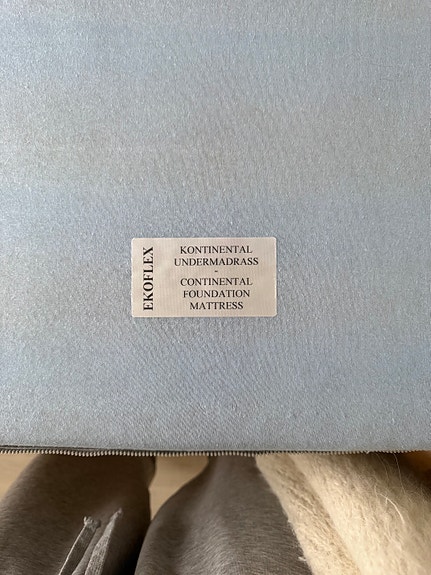 EKOFLEX
KONTINENTAL
UNDERMADRASS
-
CONTINENTAL
FOUNDATION
MATTRESS